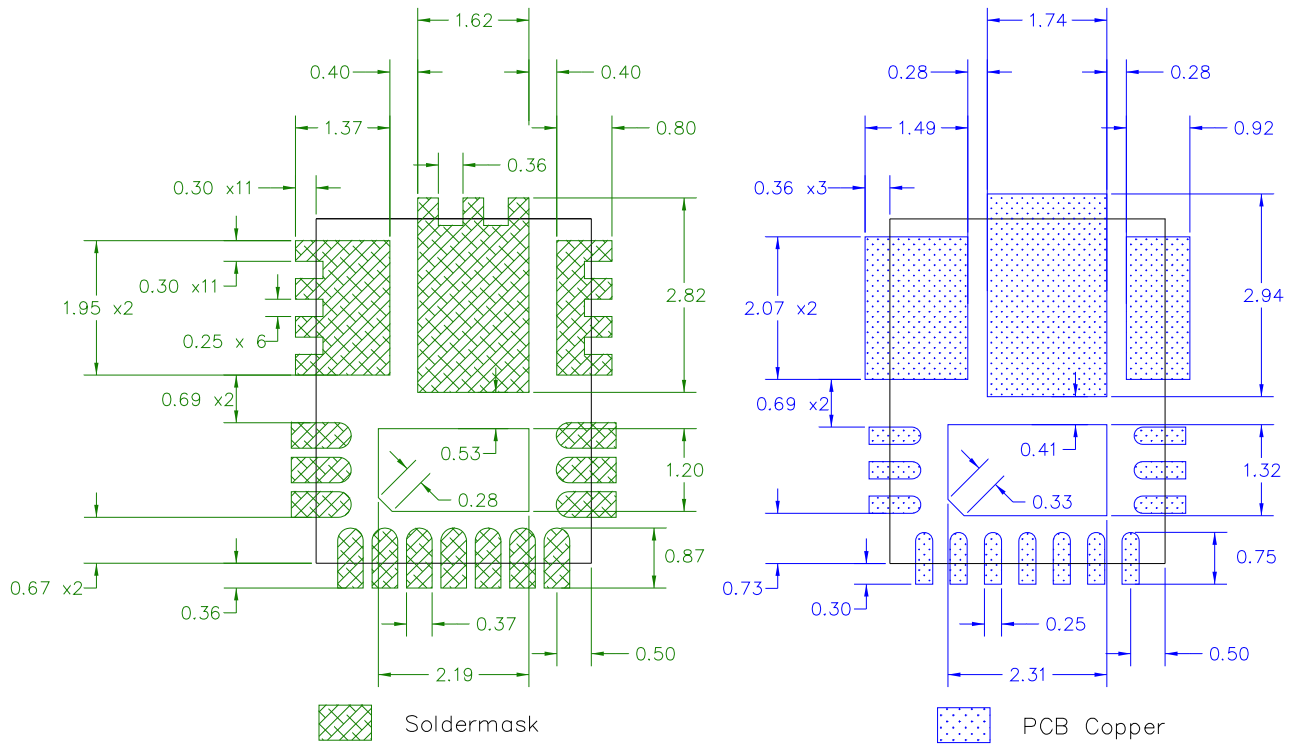 1.62
0.40
0.40
1.37
0.80
0.36
0.30 x11
0.30 x11
1.95 x2
2.82
0.25 x 6
0.69 x2
0.53
1.20
0.28
0.87
0.67 x2
0.36
0.37
0.50
2.19
Soldermask
1.74
0.28
0.28
1.49
0.92
0.36 x3
2.07 x2
2.94
0.69 x2
0.41
1.32
0.33
0.75
0.73
0.30
0.25
0.50
2.31
PCB Copper